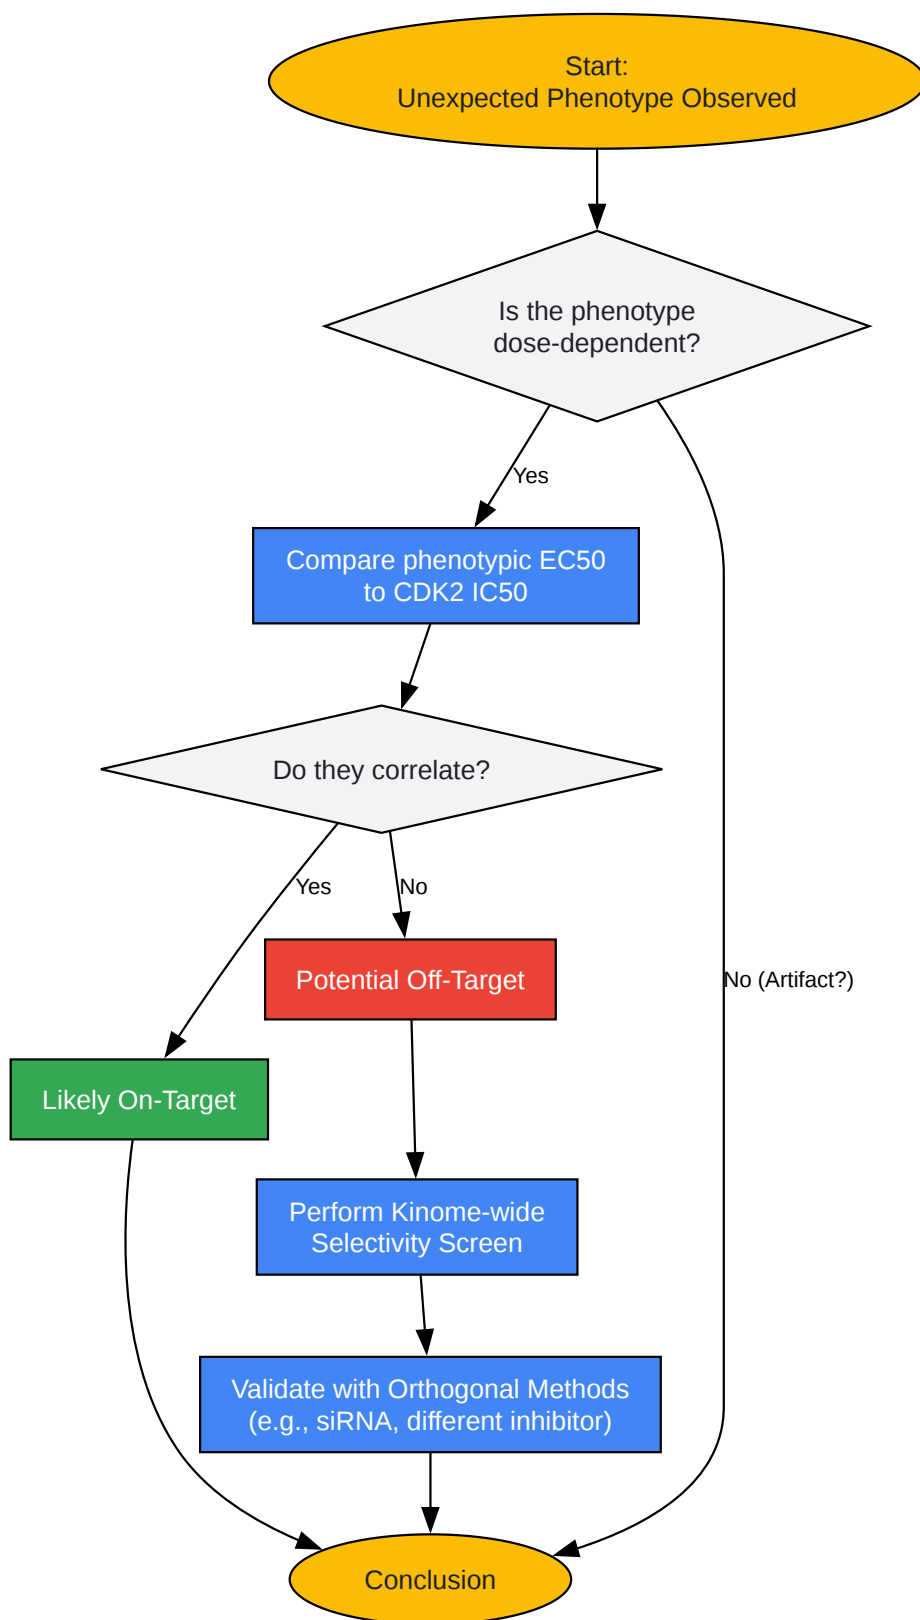 Start:
Unexpected Phenotype Observed
Is the phenotype
dose-dependent?
Yes
Compare phenotypic EC50
to CDK2 IC50
Do they correlate?
Yes
No
Potential Off-Target
No (Artifact?)
Likely On-Target
Perform Kinome-wide
Selectivity Screen
Validate with Orthogonal Methods
(e.g., siRNA, different inhibitor)
Conclusion